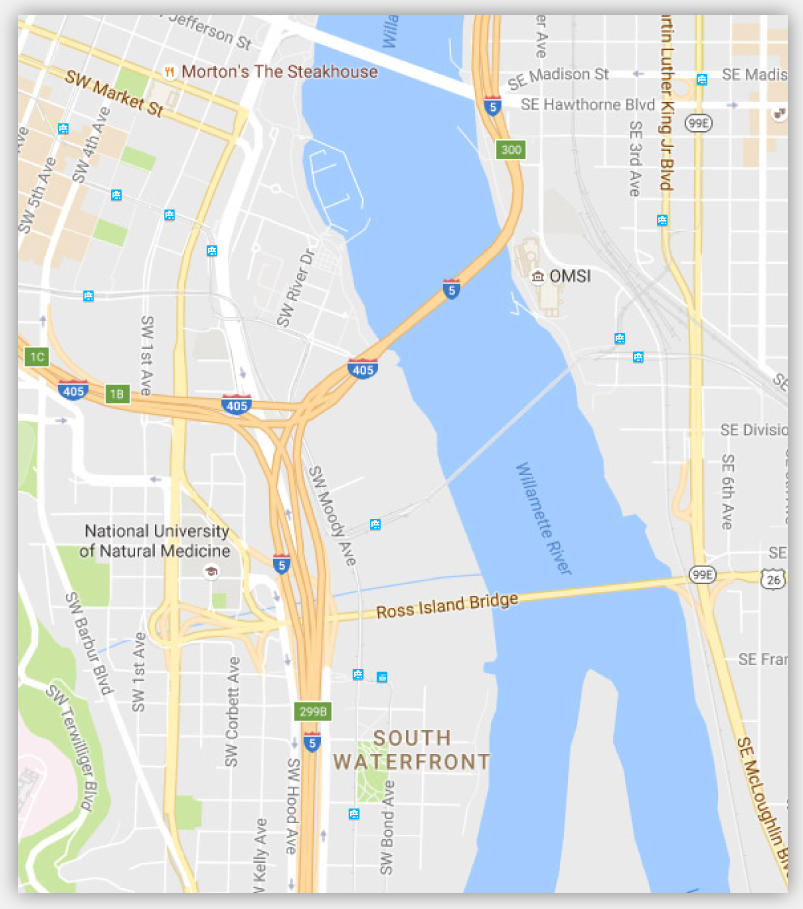 Jefferson St
Willa
er Ave
rtin Luther King Jr Blvd
Morton's The Steakhouse
SE Madison St
SE Madis
SW Market St
5
SE Hawthorne Blvd
99E
SW 4th Ave
300
SE 3rd Ave
Ave
SW 5th Ave
SW River Dr
OMSI
5
SW 1st Ave
1C
405
405
1B
405
SE
SE Divisio
SW Moody Ave
SE 6th Ave
Willamette River
National University
of Natural Medicine
5
SE
99E
26
Ross Island Bridge
SW Barbur Blvd
SW 1st Ave
SW Corbett Ave
SE Fran
SW Terwilliger Blvd
299B
5
SOUTH
WATERFRONT
SW Hood Ave
SW Bond Ave
SW Kelly Ave
SE McLoughlin Blv